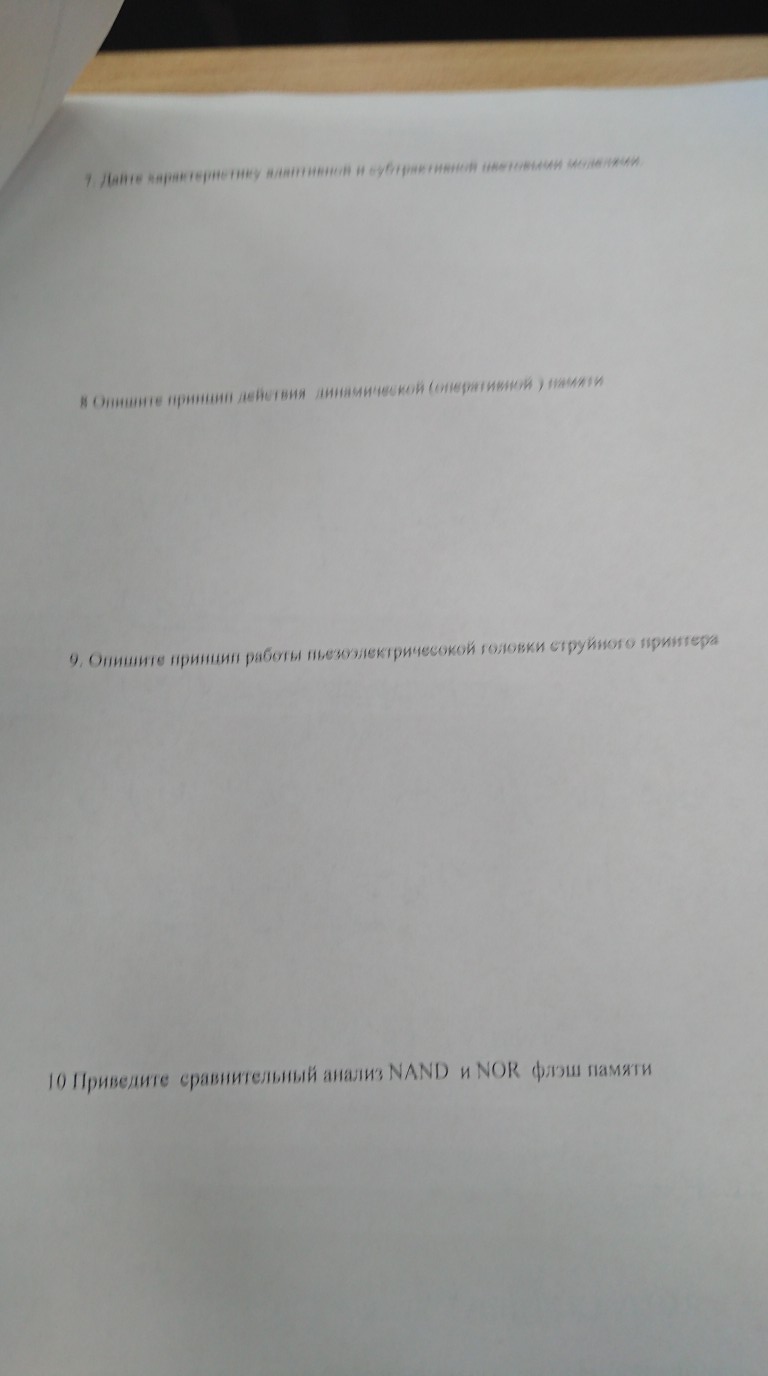 7. Дайте характеристику адаптивной и субтрактивной цветовыми моделями.
8 Опишите принцип действия динамической (оперативной ) памяти
9. Опишите принцип работы пьезоэлектричесокой головки струйного принтера
10 Приведите сравнительный анализ NAND и NOR флэш памяти